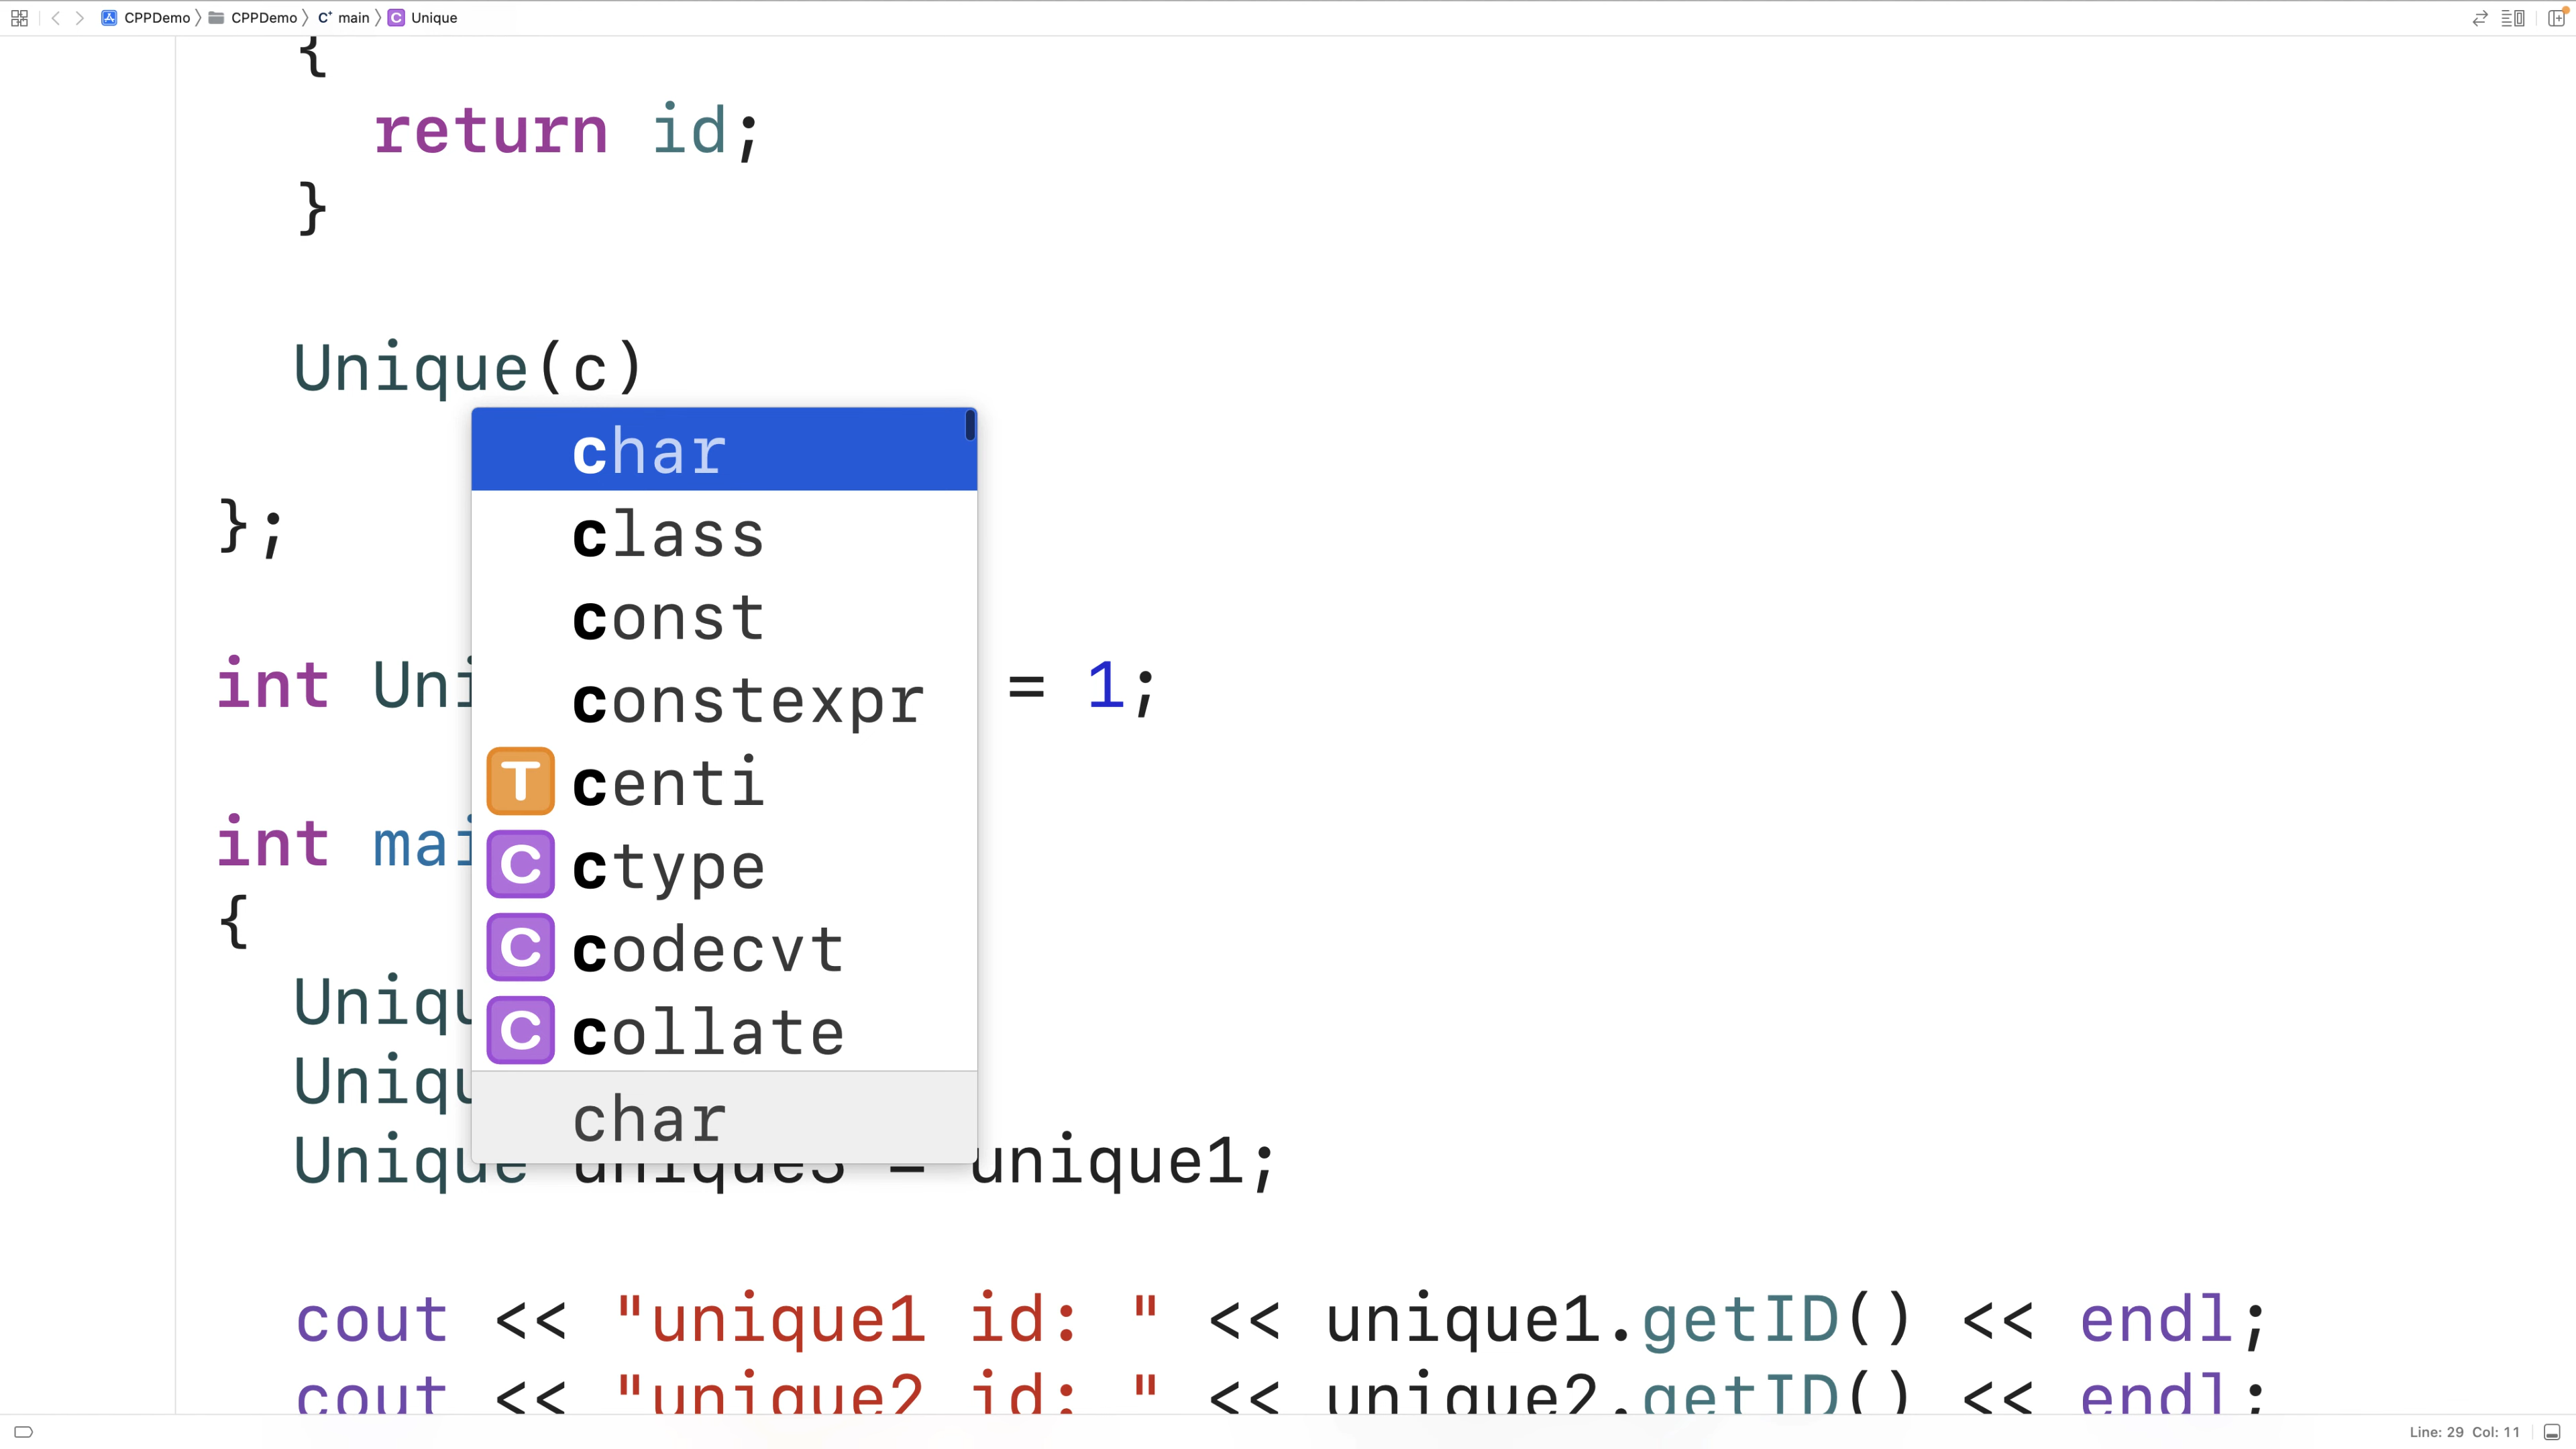 CPPDemo 〉 CPPDemo 〉 C+ main 〉 C Unique
{
return id;
}
Unique(c)
char
class
const
};
int Uni = 1;
constexpr
T centi
int mai
C ctype
{
C codecvt
Uniqu
C collate
Uniqu
char
Unique unique3 = unique1;
cout << "unique1 id: " << unique1.getID() << endl;
cout << "unique2 id: " << unique2.getID() << endl;
Line: 29 Col: 11